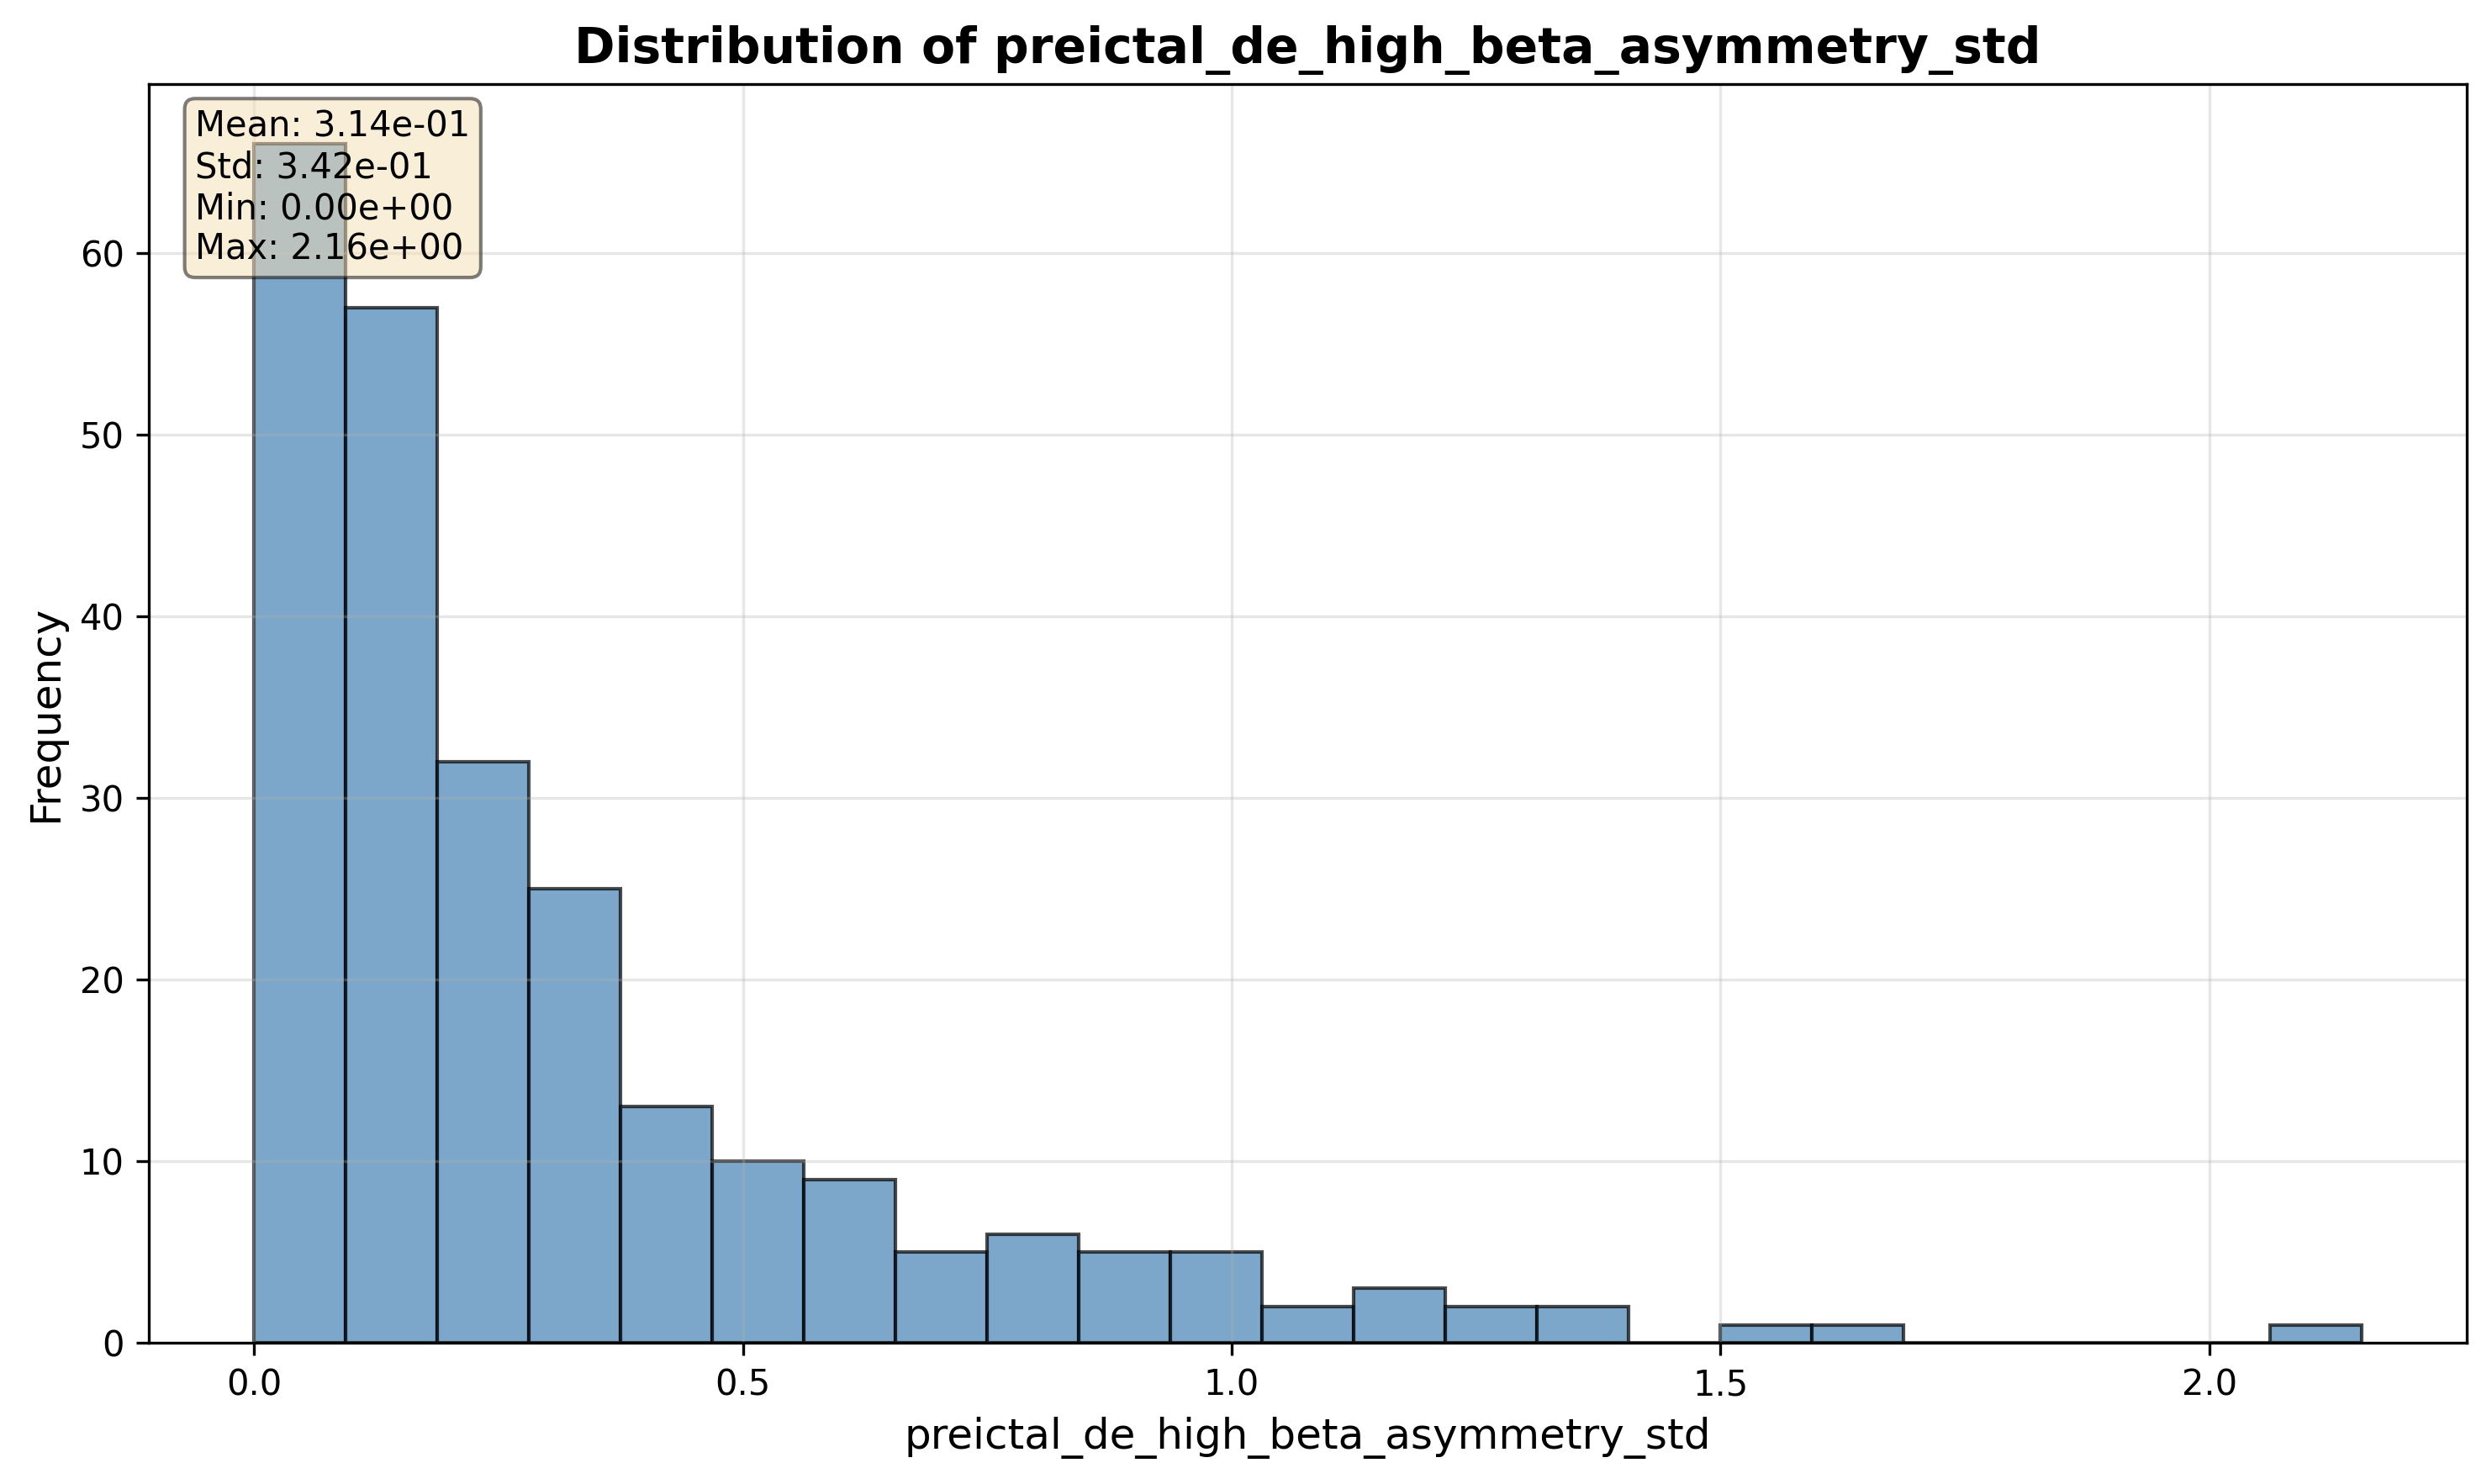 Distribution of preictal_de_high_beta_asymmetry_std
Mean: 3.14e-01
Std: 3.42e-01
Min: 0.00e+00
Max: 2.16e+00
60
50
40
30
20
10
0
Frequency
0.0 0.5 1.0 1.5 2.0
preictal_de_high_beta_asymmetry_std